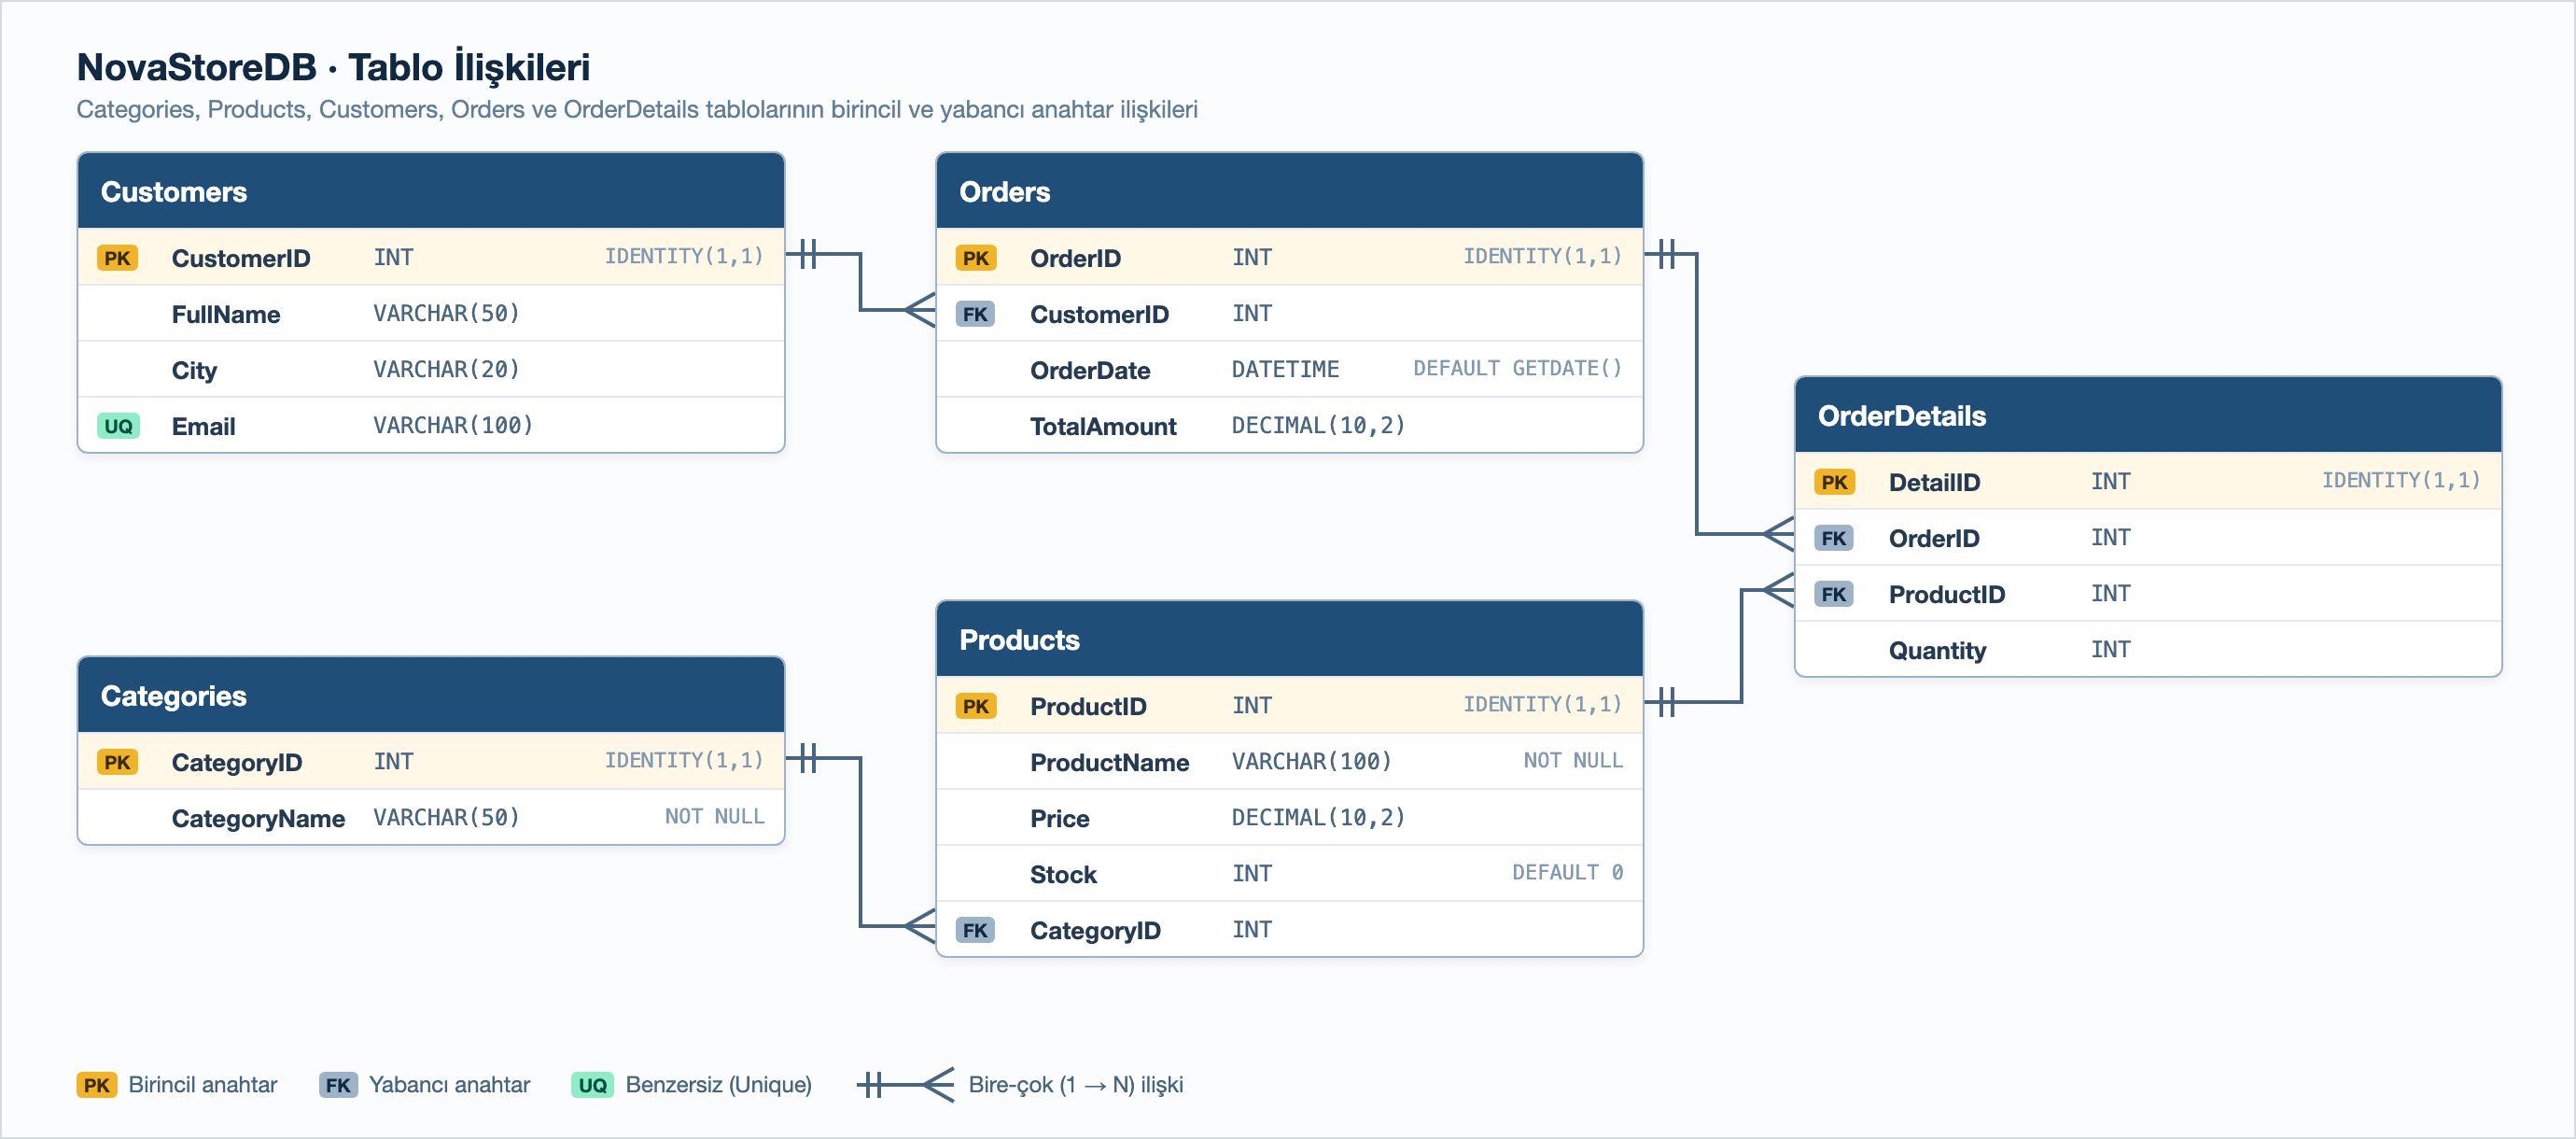 NovaStoreDB · Tablo İlişkileri
Categories, Products, Customers, Orders ve OrderDetails tablolarının birincil ve yabancı anahtar ilişkileri
Customers
PK CustomerID INT IDENTITY(1,1)
FullName VARCHAR(50)
City VARCHAR(20)
UQ Email VARCHAR(100)
Orders
PK OrderID INT IDENTITY(1,1)
FK CustomerID INT
OrderDate DATETIME DEFAULT GETDATE()
TotalAmount DECIMAL(10,2)
OrderDetails
PK DetailID INT IDENTITY(1,1)
FK OrderID INT
FK ProductID INT
Quantity INT
Categories
PK CategoryID INT IDENTITY(1,1)
CategoryName VARCHAR(50) NOT NULL
Products
PK ProductID INT IDENTITY(1,1)
ProductName VARCHAR(100) NOT NULL
Price DECIMAL(10,2)
Stock INT DEFAULT 0
FK CategoryID INT
PK Birincil anahtar FK Yabancı anahtar UQ Benzersiz (Unique) Bire-çok (1 → N) ilişki